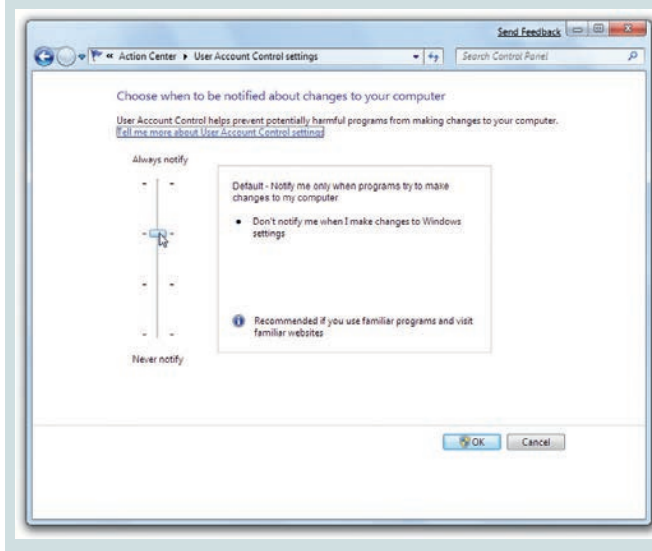 Send Feedback
« Action Center ▸ User Account Control settings
Search Control Panel
Choose when to be notified about changes to your computer
User Account Control helps prevent potentially harmful programs from making changes to your computer.
Tell me more about User Account Control settings
Always notify
Default - Notify me only when programs try to make
changes to my computer
• Don't notify me when I make changes to Windows
settings
Recommended if you use familiar programs and visit
familiar websites
Never notify
OK Cancel